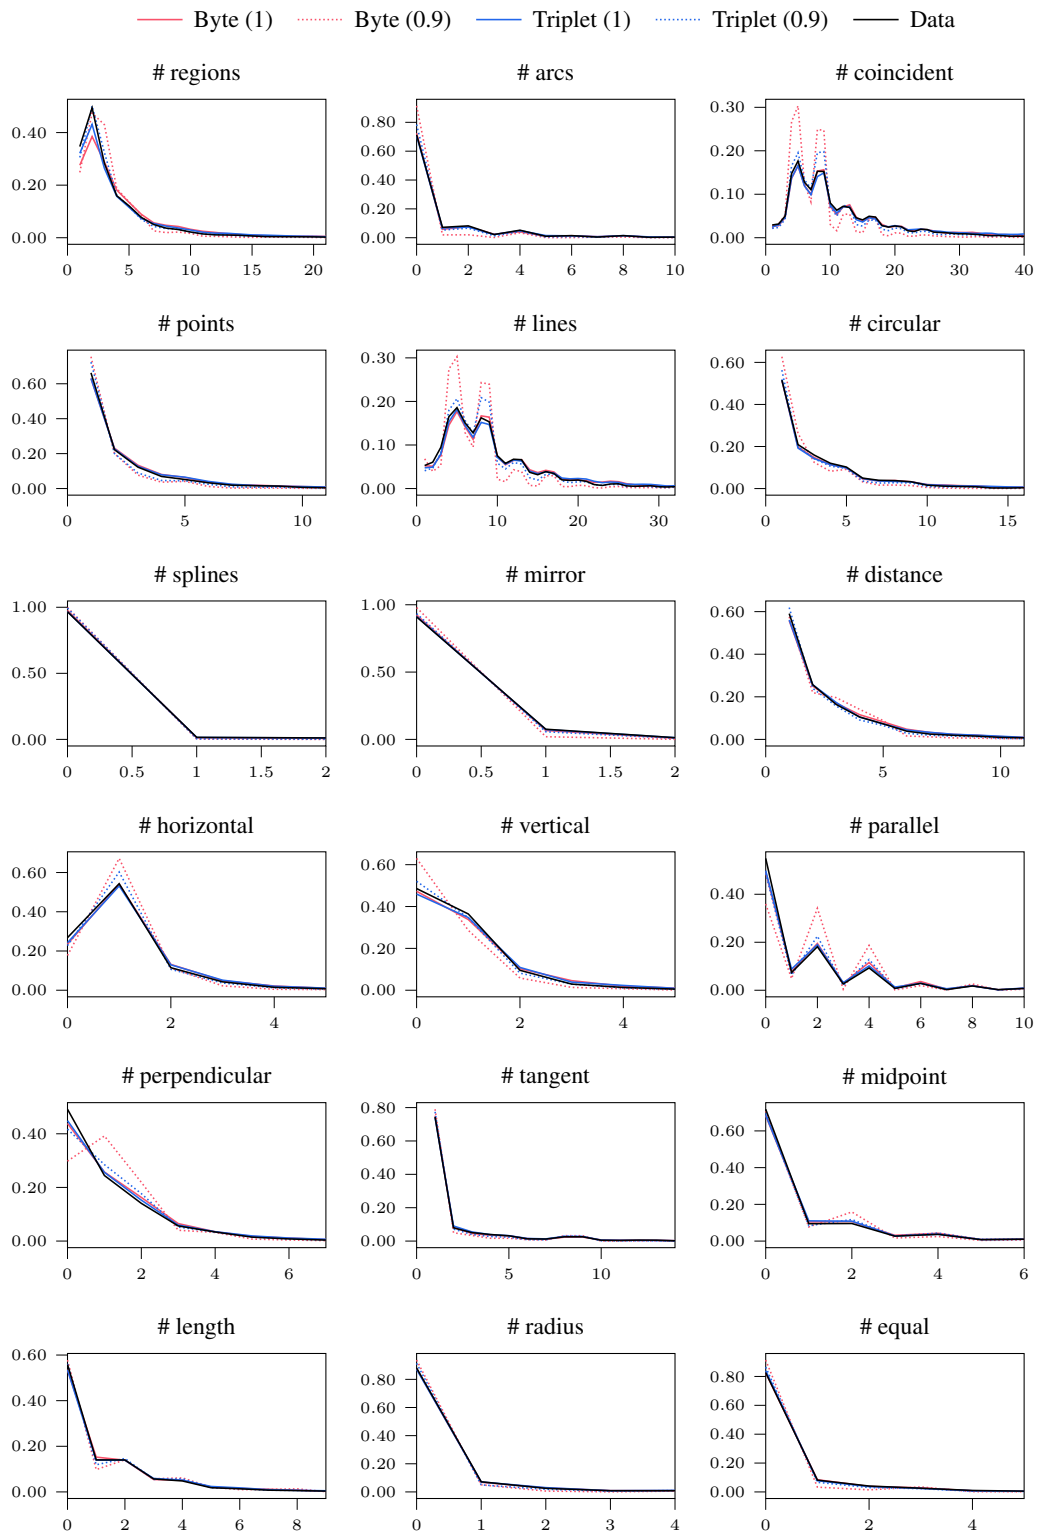 Byte (1) Byte (0.9) Triplet (1) Triplet (0.9) Data
# regions # arcs # coincident
0.40 0.20 0.00
0 5 10 15 20
0.80 0.60 0.40 0.20 0.00
0 2 4 6 8 10
0.30 0.20 0.10 0.00
0 10 20 30 40
# points # lines # circular
0.60 0.40 0.20 0.00
0 5 10
0.30 0.20 0.10 0.00
0 10 20 30
0.60 0.40 0.20 0.00
0 5 10 15
# splines # mirror # distance
1.00 0.50 0.00
0 0.5 1 1.5 2
1.00 0.50 0.00
0 0.5 1 1.5 2
0.60 0.40 0.20 0.00
5 10
# horizontal # vertical # parallel
0.60 0.40 0.20 0.00
0 2 4
0.60 0.40 0.20 0.00
0 2 4
0.40 0.20 0.00
0 2 4 6 8 10
# perpendicular # tangent # midpoint
0.40 0.20 0.00
0 2 4 6
0.80 0.60 0.40 0.20 0.00
5 10
0.60 0.40 0.20 0.00
0 2 4 6
# length # radius # equal
0.60 0.40 0.20 0.00
0 2 4 6 8
0.80 0.60 0.40 0.20 0.00
0 1 2 3 4
0.80 0.60 0.40 0.20 0.00
0 2 4